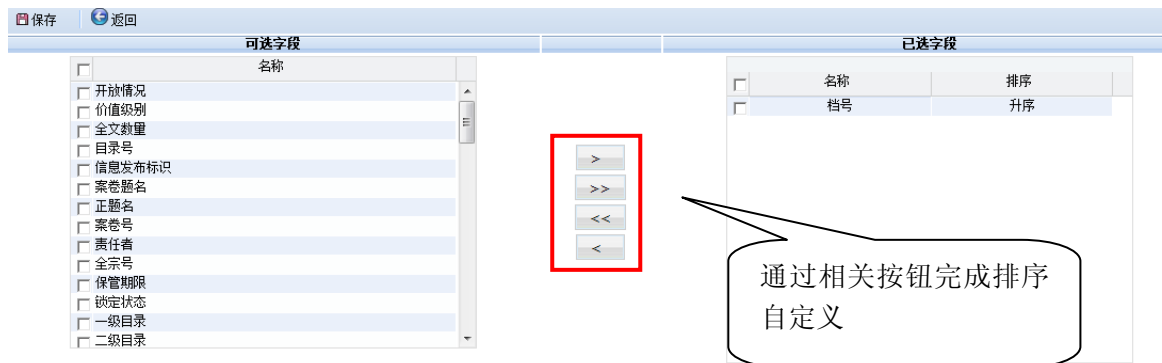 保存 返回
可选字段 已选字段
名称
开放情况
价值级别
全文数量
目录号
信息发布标识
案卷题名
正题名
案卷号
责任者
全宗号
保管期限
锁定状态
一级目录
二级目录
>
>>
<<
<
名称 排序
档号 升序
通过相关按钮完成排序
自定义